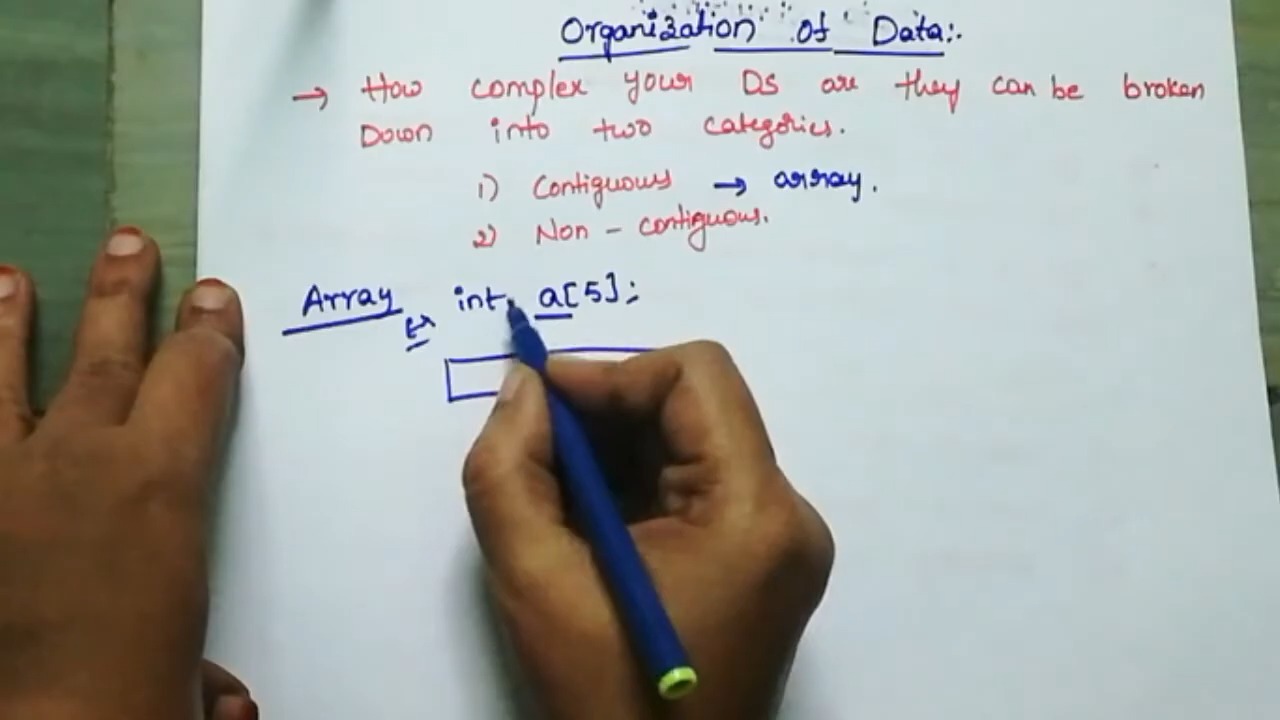 Organization of Data:.
→ How complex your DS are they can be broken
Down into two categories.
1) Contiguous → array.
2) Non - contiguous.
Array int a[5];